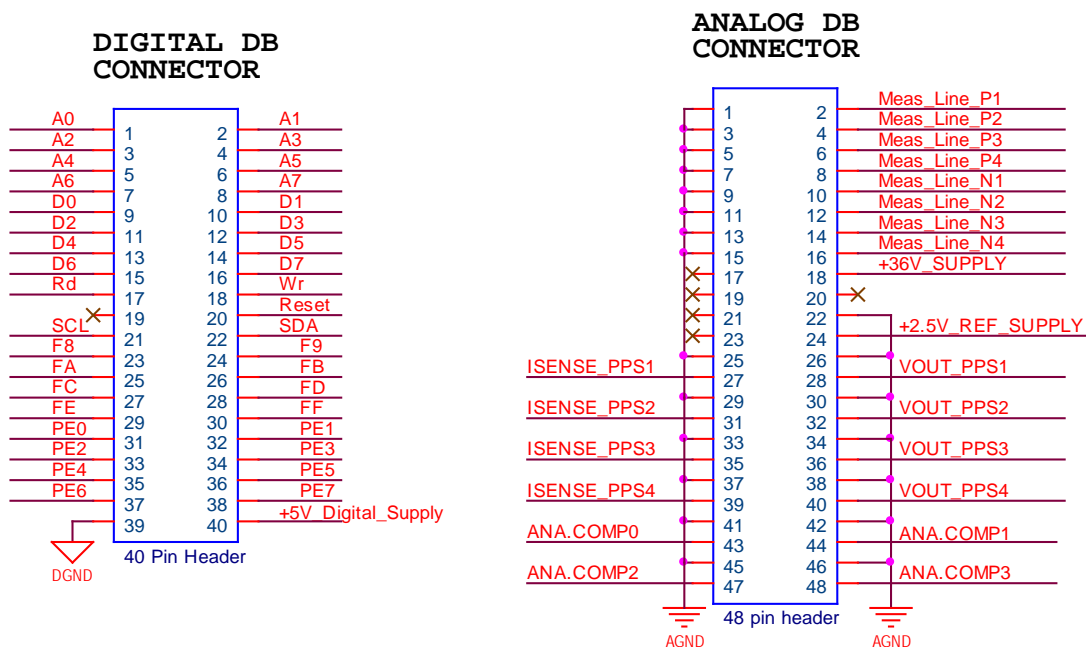 DIGITAL DB
CONNECTOR
A0 1 2 A1
A2 3 4 A3
A4 5 6 A5
A6 7 8 A7
D0 9 10 D1
D2 11 12 D3
D4 13 14 D5
D6 15 16 D7
Rd 17 18 Wr
19 20 Reset
SCL 21 22 SDA
F8 23 24 F9
FA 25 26 FB
FC 27 28 FD
FE 29 30 FF
PE0 31 32 PE1
PE2 33 34 PE3
PE4 35 36 PE5
PE6 37 38 PE7
39 40 +5V_Digital_Supply
40 Pin Header
DGND
ANALOG DB
CONNECTOR
1 2 Meas_Line_P1
3 4 Meas_Line_P2
5 6 Meas_Line_P3
7 8 Meas_Line_P4
9 10 Meas_Line_N1
11 12 Meas_Line_N2
13 14 Meas_Line_N3
15 16 Meas_Line_N4
17 18 +36V_SUPPLY
19 20
21 22
23 24 +2.5V_REF_SUPPLY
25 26
ISENSE_PPS1 27 28 VOUT_PPS1
29 30
ISENSE_PPS2 31 32 VOUT_PPS2
33 34
ISENSE_PPS3 35 36 VOUT_PPS3
37 38
ISENSE_PPS4 39 40 VOUT_PPS4
41 42
ANA.COMP0 43 44 ANA.COMP1
45 46
ANA.COMP2 47 48 ANA.COMP3
48 pin header
AGND AGND